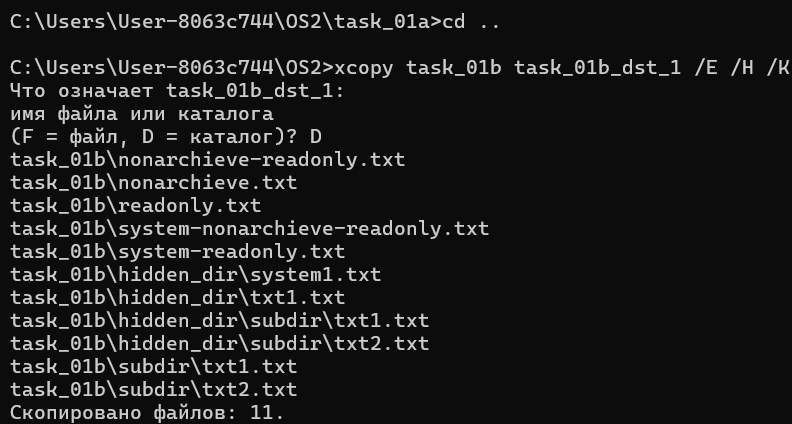 C:\Users\User-8063c744\OS2\task_01a>cd ..
C:\Users\User-8063c744\OS2>xcopy task_01b task_01b_dst_1 /E /H /K
Что означает task_01b_dst_1:
имя файла или каталога
(F = файл, D = каталог)? D
task_01b\nonarchieve-readonly.txt
task_01b\nonarchieve.txt
task_01b\readonly.txt
task_01b\system-nonarchieve-readonly.txt
task_01b\system-readonly.txt
task_01b\hidden_dir\system1.txt
task_01b\hidden_dir\txt1.txt
task_01b\hidden_dir\subdir\txt1.txt
task_01b\hidden_dir\subdir\txt2.txt
task_01b\subdir\txt1.txt
task_01b\subdir\txt2.txt
Скопировано файлов: 11.